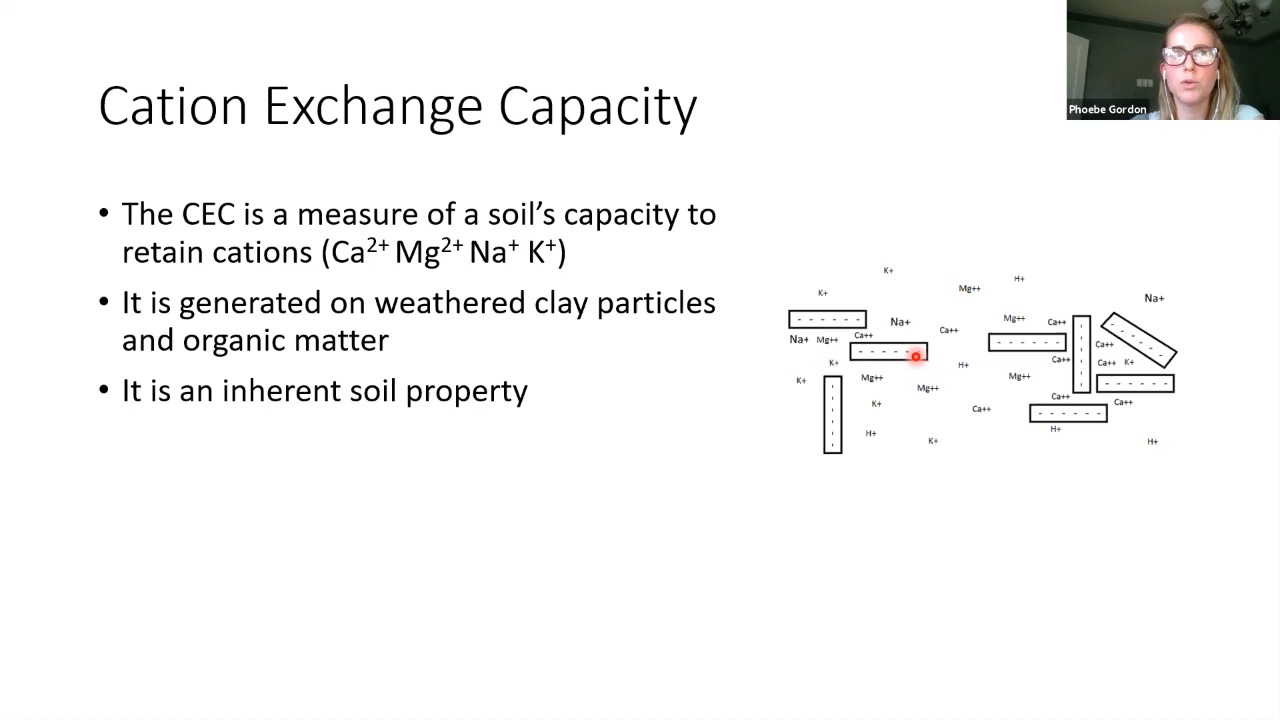 Phoebe Gordon
Cation Exchange Capacity
• The CEC is a measure of a soil's capacity to
retain cations (Ca2+ Mg2+ Na+ K+)
• It is generated on weathered clay particles
and organic matter
• It is an inherent soil property
K+
H+
Mg++
K+
Na+
- - - - - -
Na+
Mg++
Ca++
- - - - - -
Ca++
Ca++
- - - - - -
Na+
Mg++
Ca++
- - - - - -
- - - - - -
Ca++
- - - - - -
Ca++
K+
H+
Ca++
K+
K+
Mg++
Mg++
Mg++
- - - - - -
K+
Ca++
Ca++
Ca++
- - - -
- - - - - -
H+
K+
H+
H+